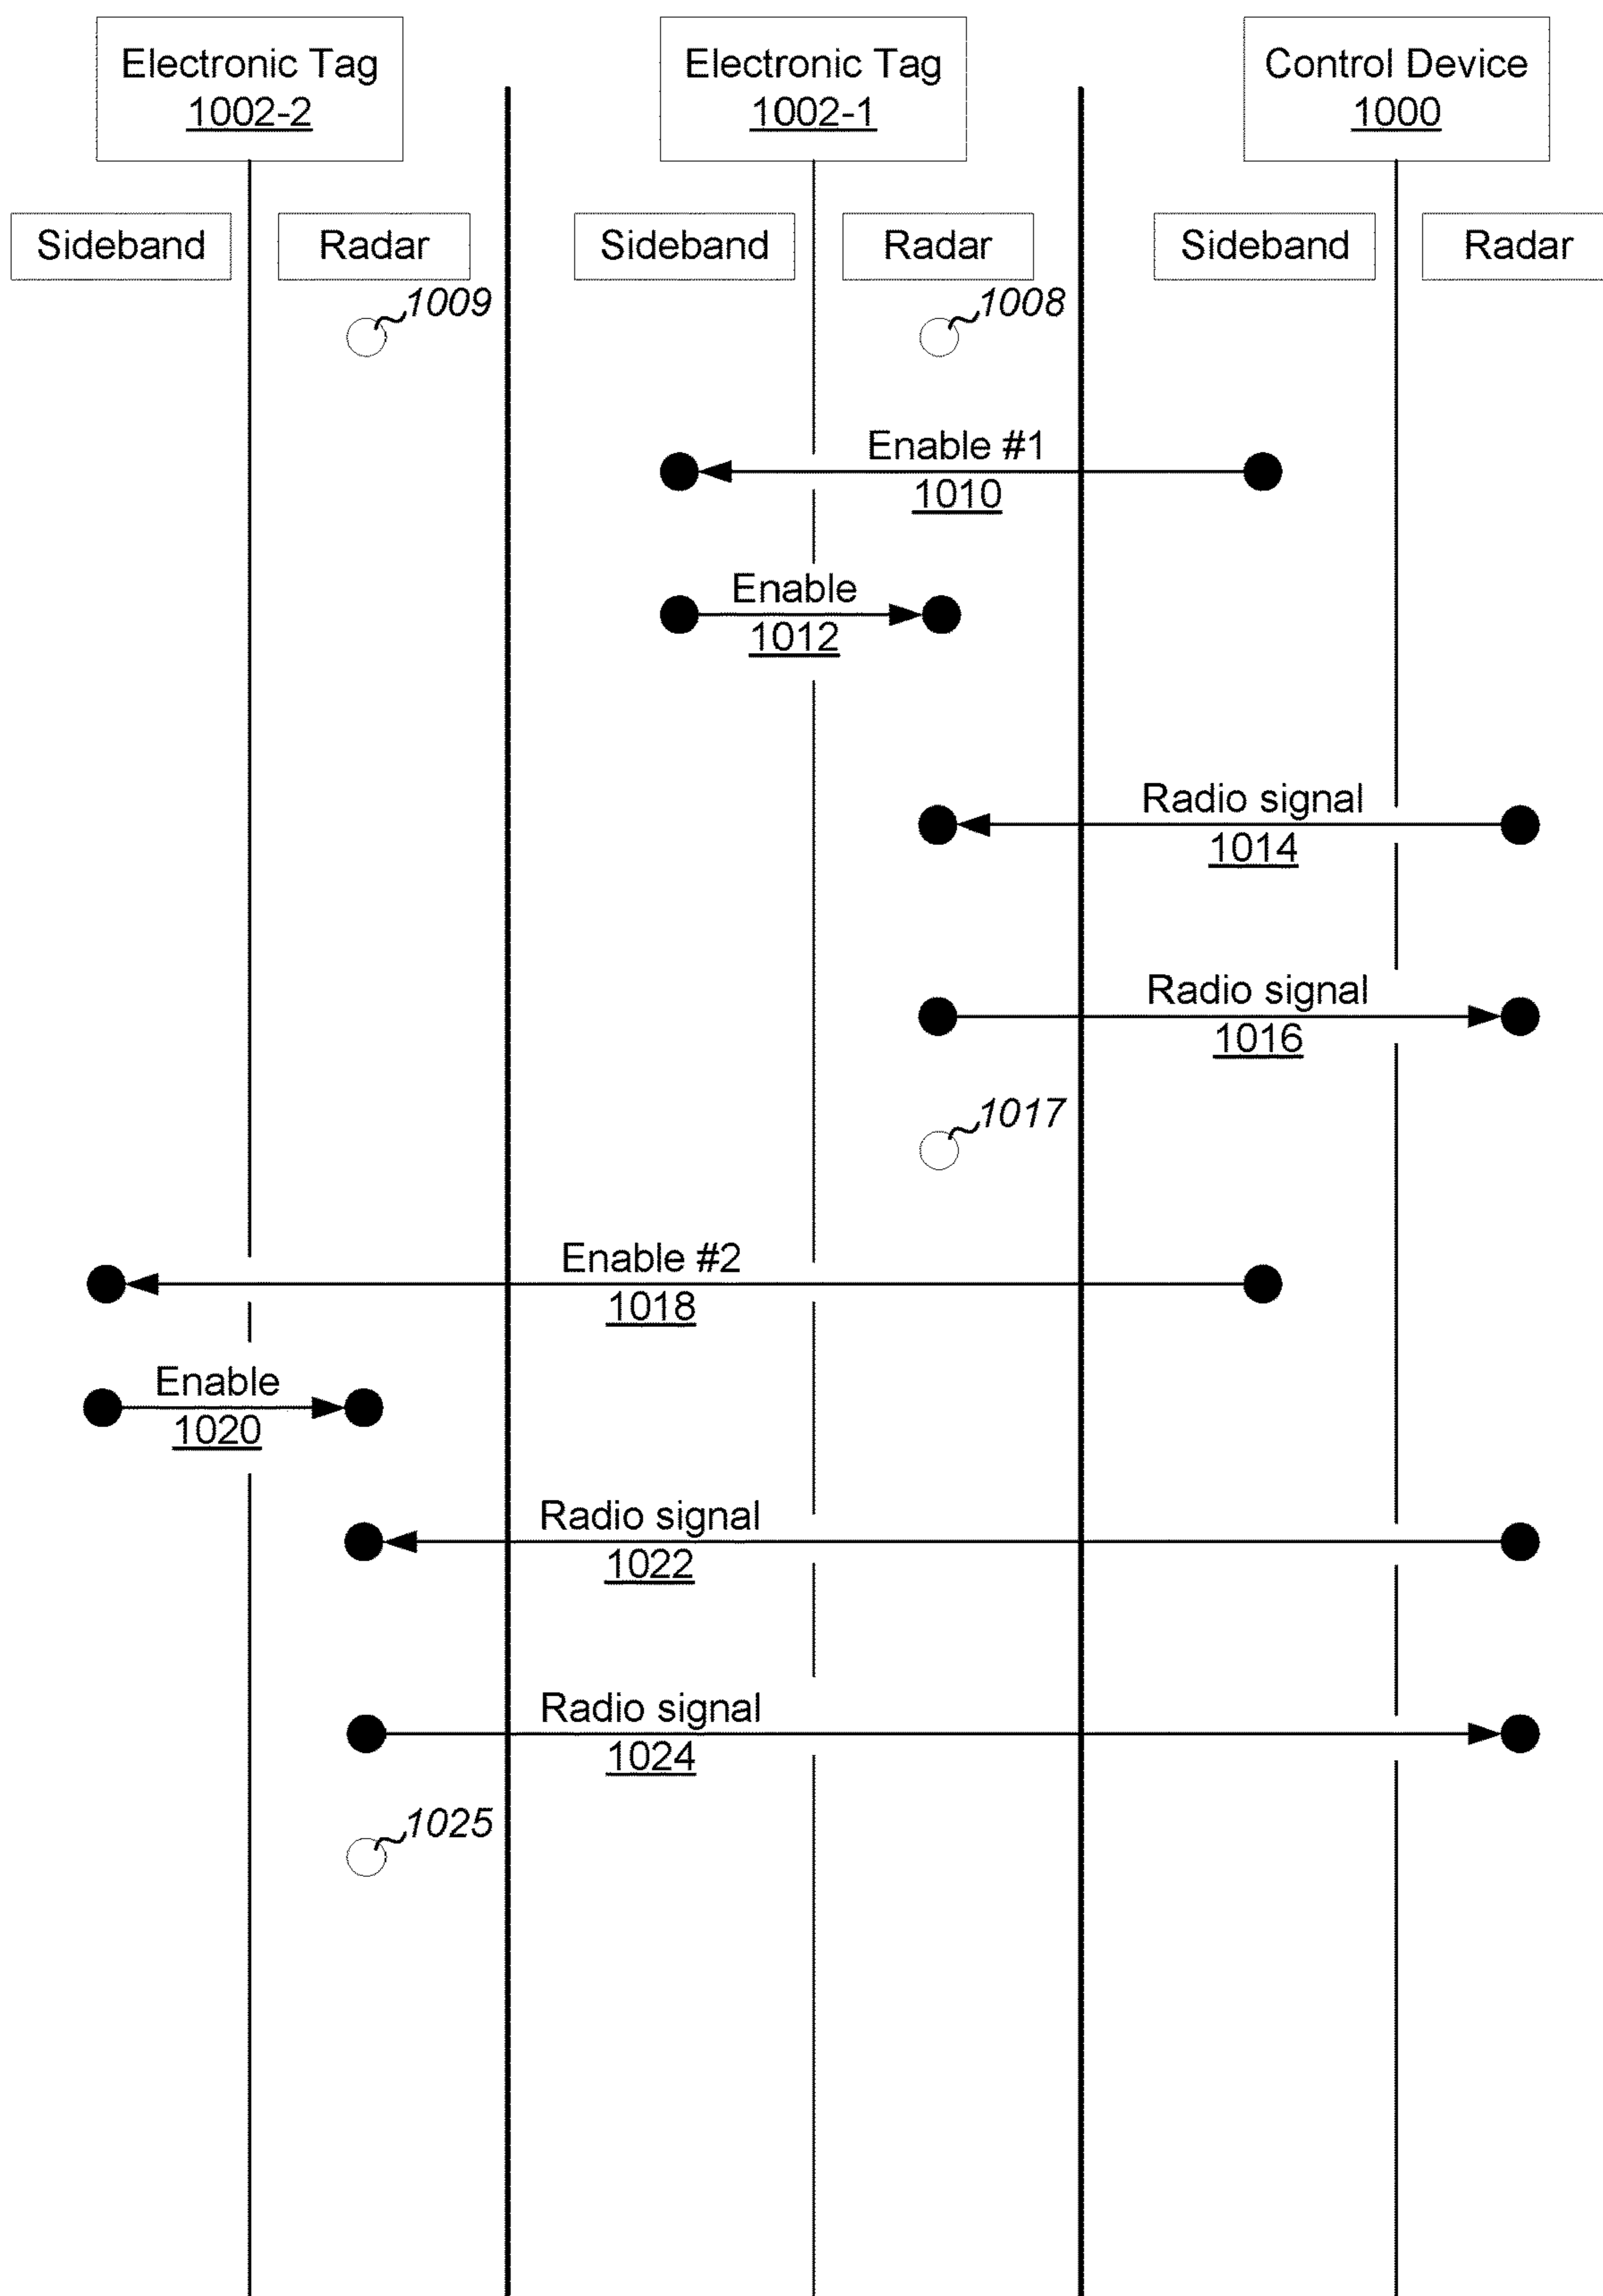 Electronic Tag
1002-2
Electronic Tag
1002-1
Control Device
1000
Sideband
Radar
Sideband
Radar
Sideband
Radar
1009
1008
Enable #1
1010
Enable
1012
Radio signal
1014
Radio signal
1016
1017
Enable #2
1018
Enable
1020
Radio signal
1022
Radio signal
1024
1025